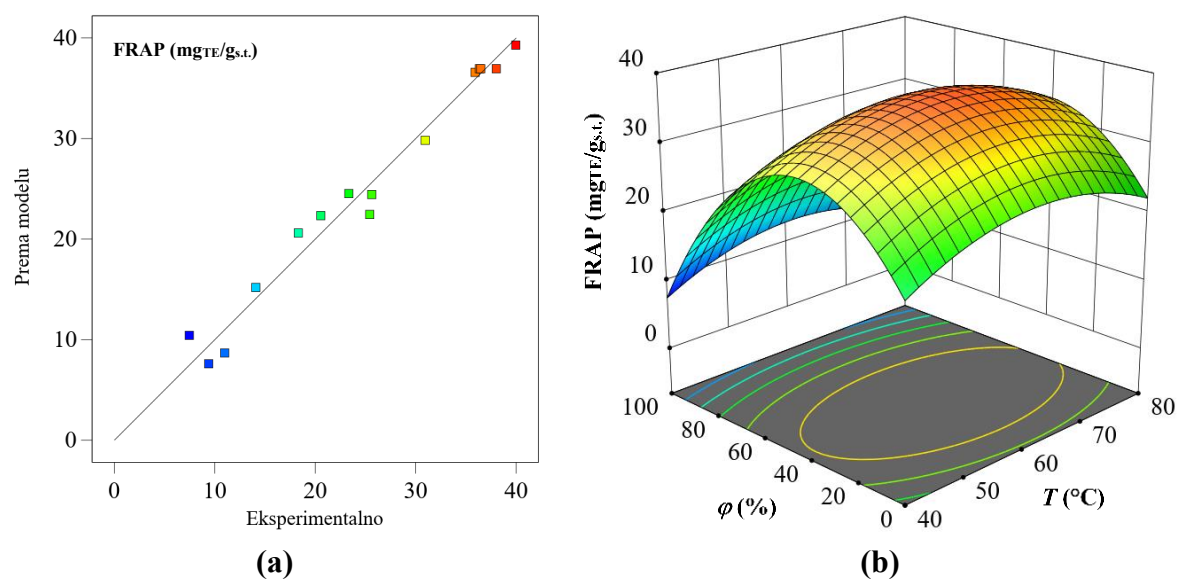 FRAP (mgTE/gs.t.)
Prema modelu
40
30
20
10
0
0 10 20 30 40
Eksperimentalno
(a)
FRAP (mgTE/gs.t.)
40
30
20
10
0
100 80 60 40 20 0
φ (%)
40 50 60 70 80
T (°C)
(b)